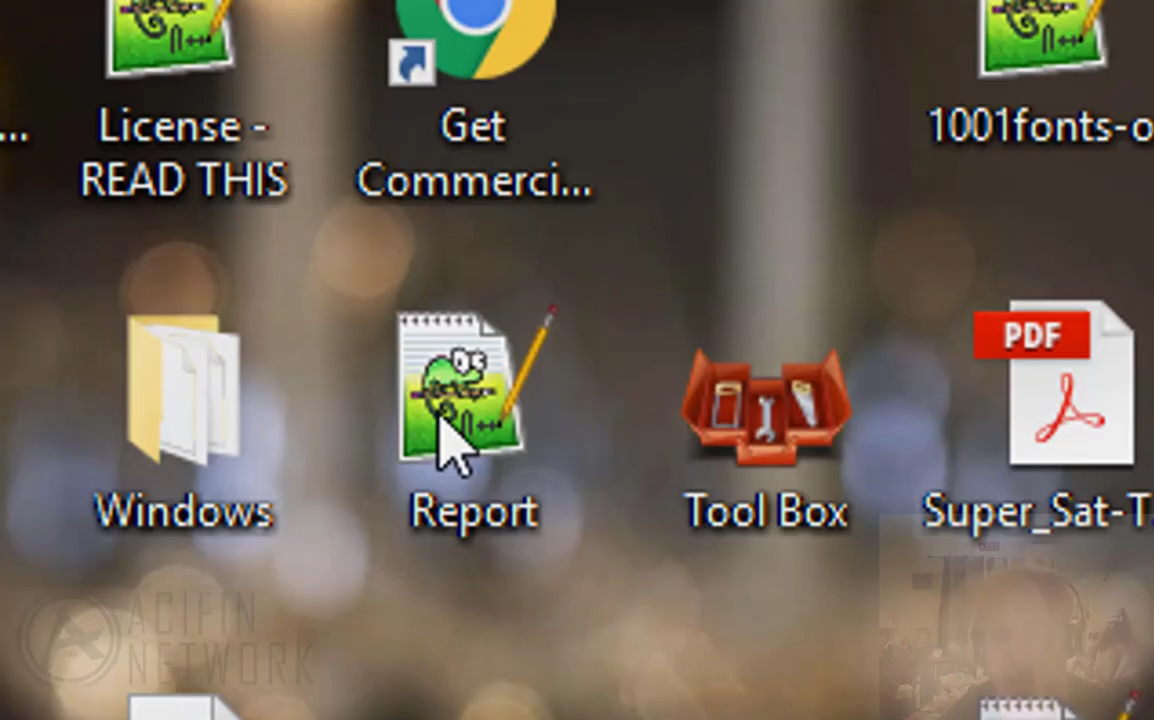 ...
License -
READ THIS
Get
Commerci...
1001fonts-o
Windows
Report
Tool Box
PDF
Super_Sat-T
ACIFIN
NETWORK